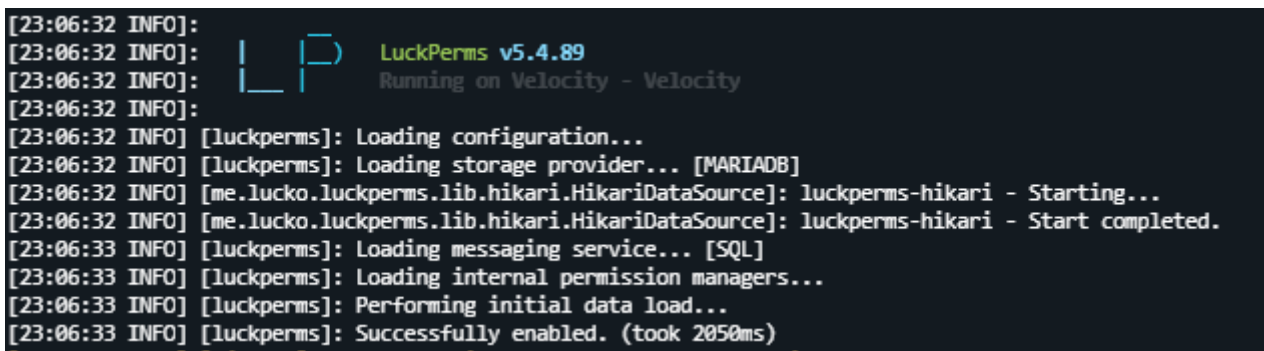 [23:06:32 INFO]:         __
[23:06:32 INFO]:   |    |__)   LuckPerms v5.4.89
[23:06:32 INFO]:   |___ |      Running on Velocity - Velocity
[23:06:32 INFO]:
[23:06:32 INFO] [luckperms]: Loading configuration...
[23:06:32 INFO] [luckperms]: Loading storage provider... [MARIADB]
[23:06:32 INFO] [me.lucko.luckperms.lib.hikari.HikariDataSource]: luckperms-hikari - Starting...
[23:06:32 INFO] [me.lucko.luckperms.lib.hikari.HikariDataSource]: luckperms-hikari - Start completed.
[23:06:33 INFO] [luckperms]: Loading messaging service... [SQL]
[23:06:33 INFO] [luckperms]: Loading internal permission managers...
[23:06:33 INFO] [luckperms]: Performing initial data load...
[23:06:33 INFO] [luckperms]: Successfully enabled. (took 2050ms)